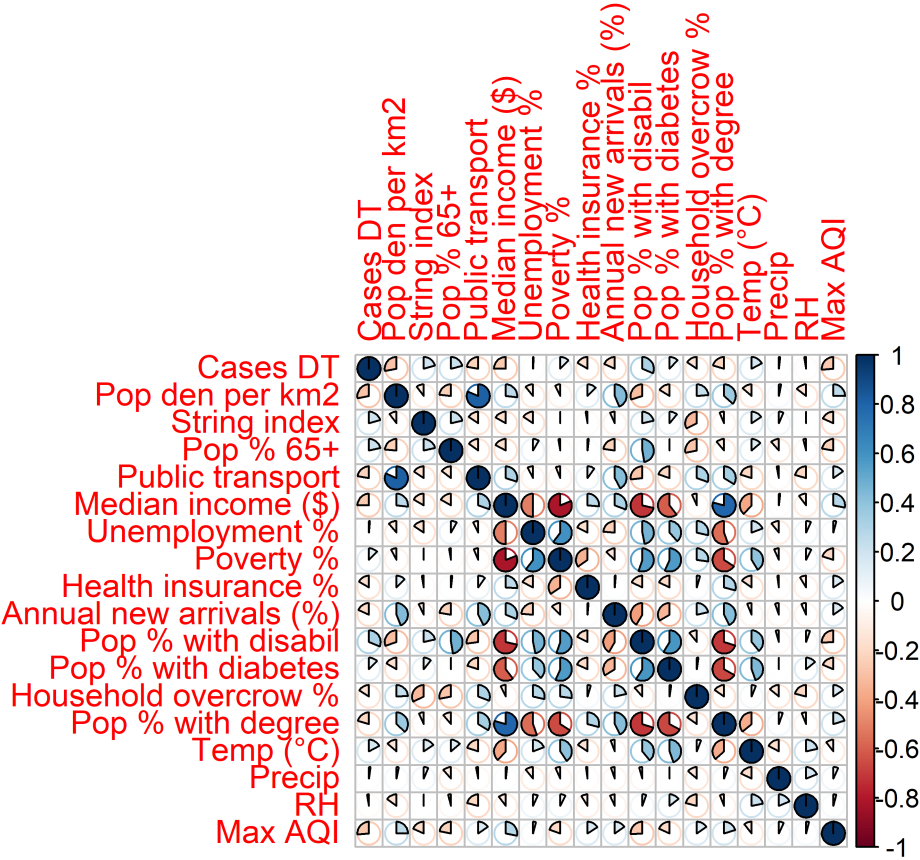 Cases DT
Pop den per km2
String index
Pop % 65+
Public transport
Median income ($)
Unemployment %
Poverty %
Health insurance %
Annual new arrivals (%)
Pop % with disabil
Pop % with diabetes
Household overcrow %
Pop % with degree
Temp (°C)
Precip
RH
Max AQI
Cases DT
Pop den per km2
String index
Pop % 65+
Public transport
Median income ($)
Unemployment %
Poverty %
Health insurance %
Annual new arrivals (%)
Pop % with disabil
Pop % with diabetes
Household overcrow %
Pop % with degree
Temp (°C)
Precip
RH
Max AQI
1
0.8
0.6
0.4
0.2
0
-0.2
-0.4
-0.6
-0.8
-1